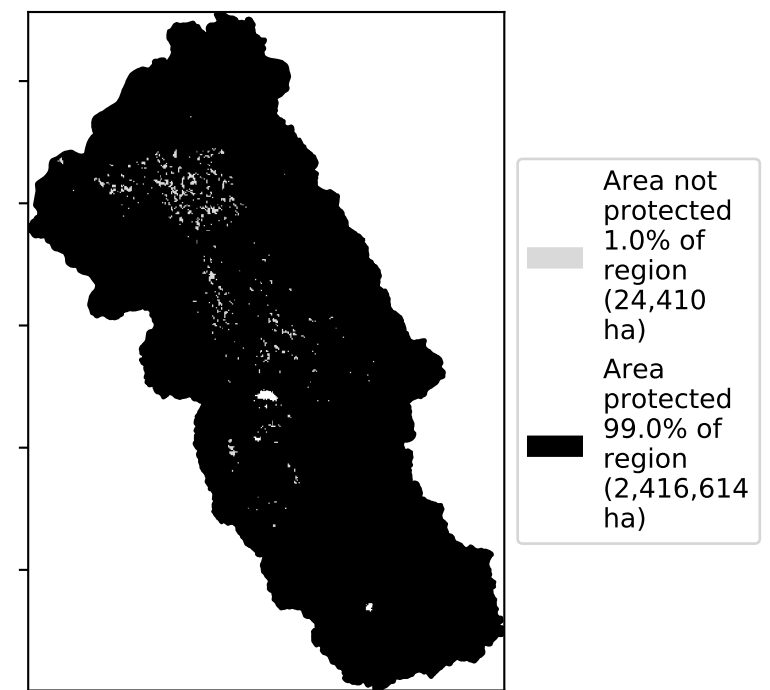 Area not
protected
1.0% of
region
(24,410
ha)
Area
protected
99.0% of
region
(2,416,614
ha)